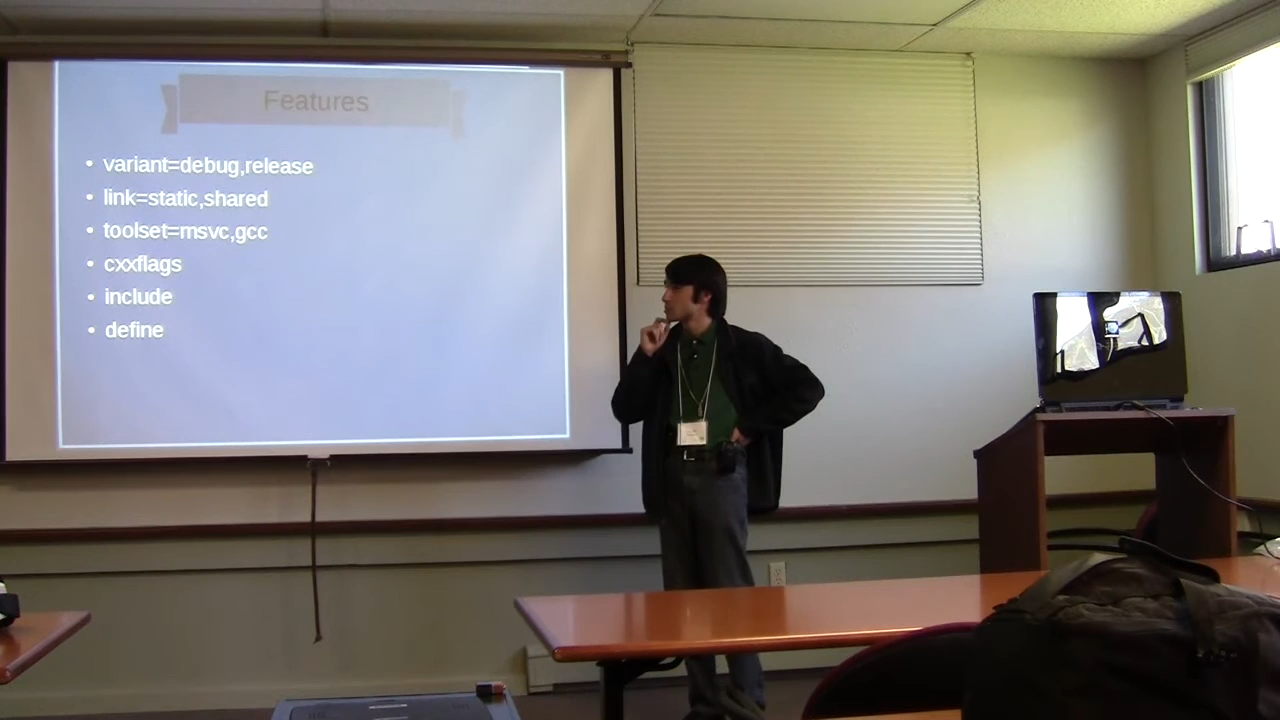 Features
• variant=debug,release
• link=static,shared
• toolset=msvc,gcc
• cxxflags
• include
• define